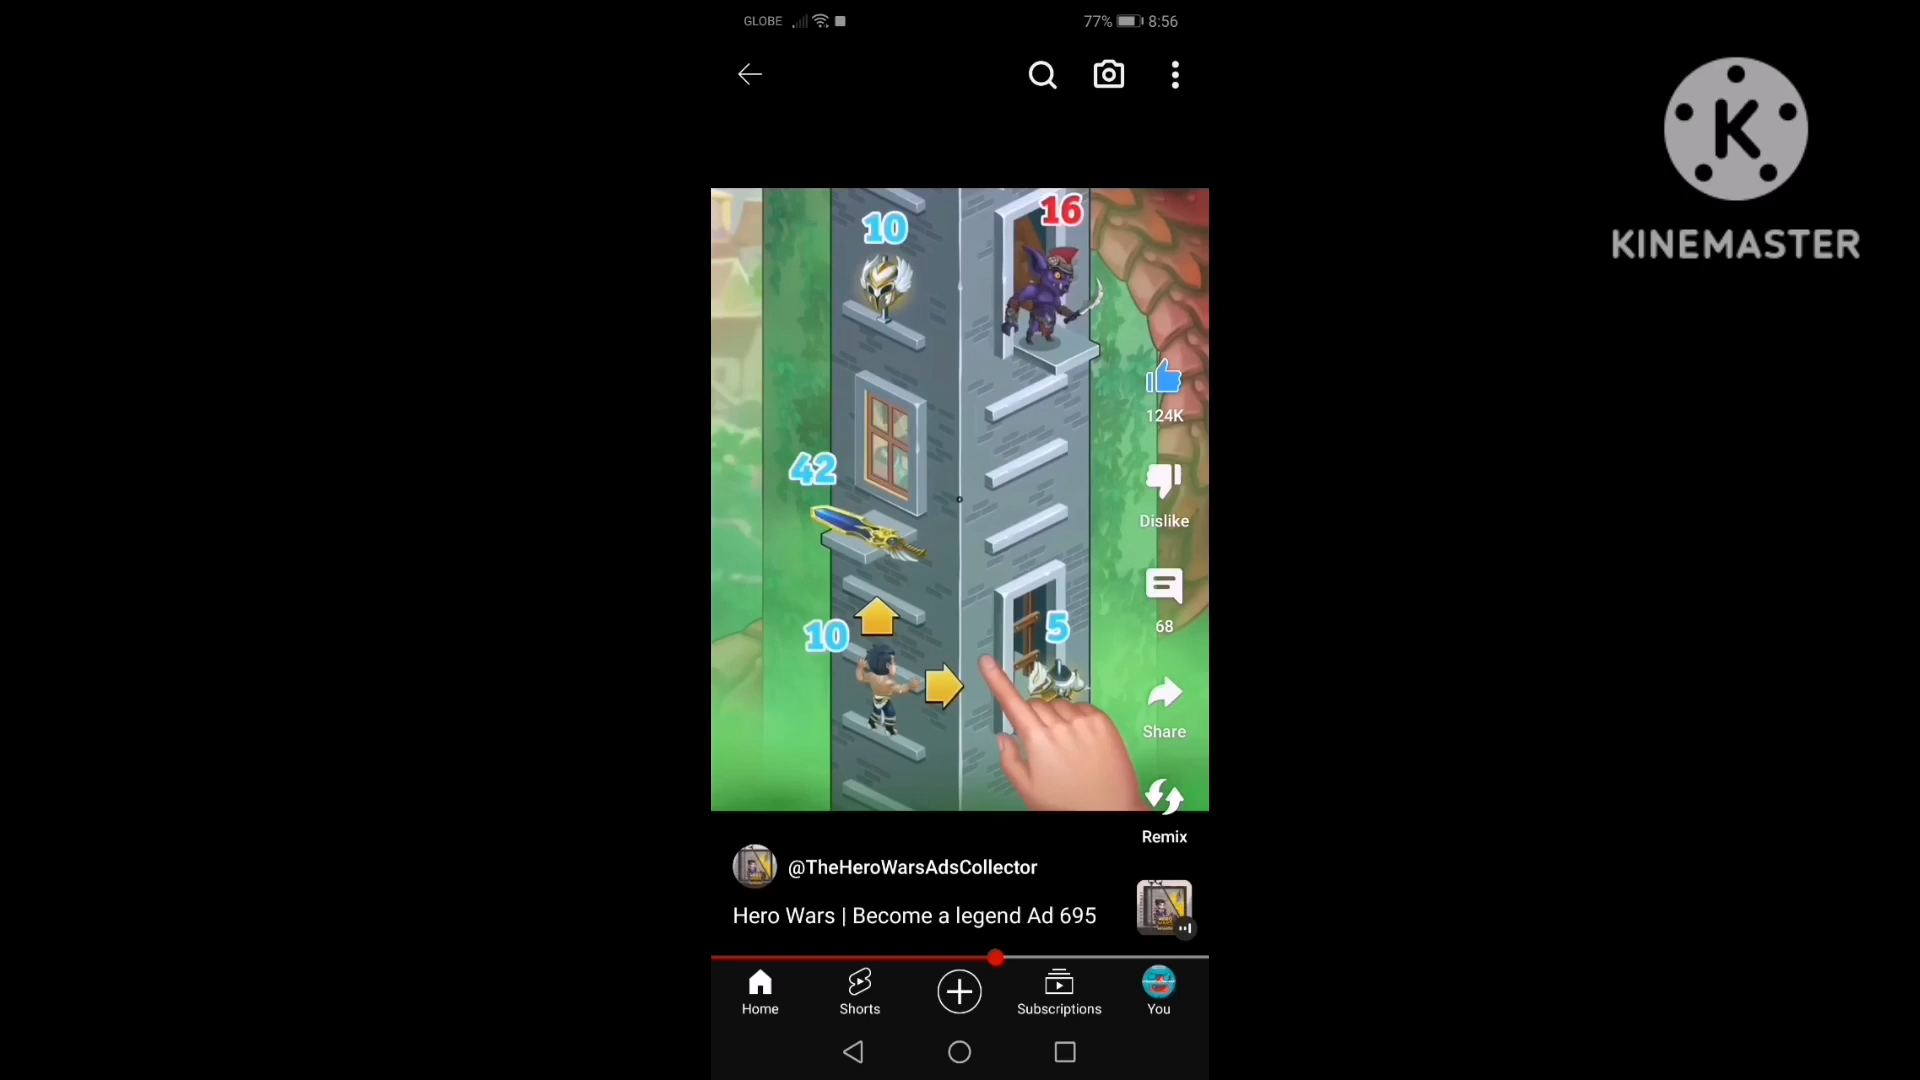 GLOBE
77% 8:56
K
KINEMASTER
10
16
42
10
5
124K
Dislike
68
Share
Remix
@TheHeroWarsAdsCollector
Hero Wars | Become a legend Ad 695
Home
Shorts
Subscriptions
You